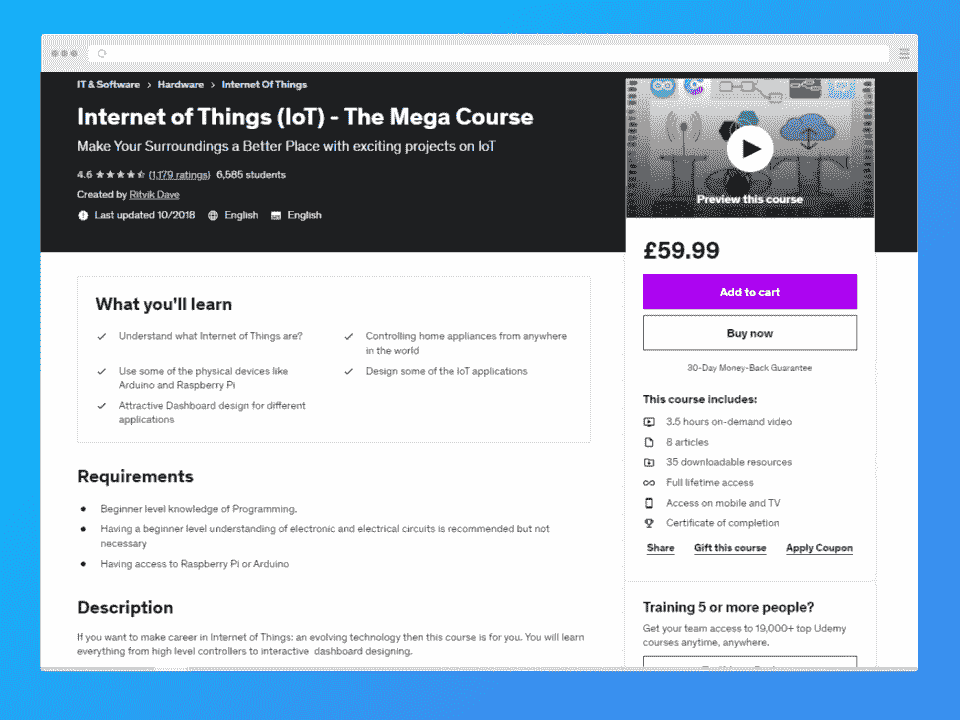 IT & Software > Hardware > Internet Of Things
Internet of Things (IoT) - The Mega Course
Make Your Surroundings a Better Place with exciting projects on IoT
4.6 (1,179 ratings) 6,585 students
Created by Ritvik Dave
Last updated 10/2018 English English
Preview this course
£59.99
Add to cart
Buy now
30-Day Money-Back Guarantee
This course includes:
3.5 hours on-demand video
8 articles
35 downloadable resources
Full lifetime access
Access on mobile and TV
Certificate of completion
Share Gift this course Apply Coupon
Training 5 or more people?
Get your team access to 19,000+ top Udemy
courses anytime, anywhere.
What you'll learn
Understand what Internet of Things are?
Use some of the physical devices like
Arduino and Raspberry Pi
Attractive Dashboard design for different
applications
Controlling home appliances from anywhere
in the world
Design some of the IoT applications
Requirements
Beginner level knowledge of Programming.
Having a beginner level understanding of electronic and electrical circuits is recommended but not
necessary
Having access to Raspberry Pi or Arduino
Description
If you want to make career in Internet of Things: an evolving technology then this course is for you. You will learn
everything from high level controllers to interactive dashboard designing.